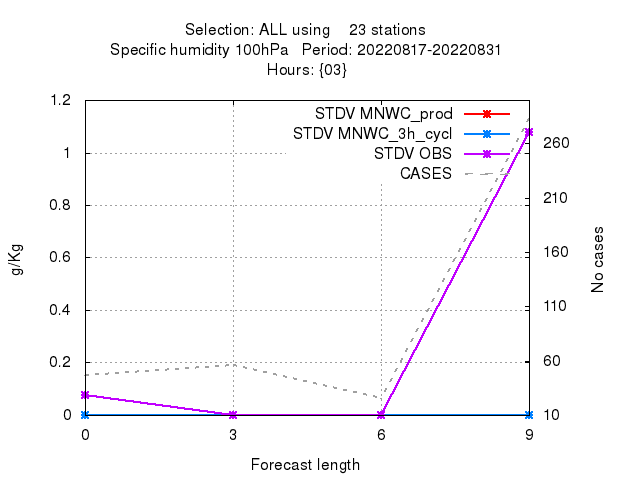 Selection: ALL using    23 stations
Specific humidity 100hPa   Period: 20220817-20220831
Hours: {03}
STDV MNWC_prod
STDV MNWC_3h_cycl
STDV OBS
CASES
1.2
1
0.8
0.6
0.4
0.2
0
g/Kg
260
210
160
110
60
10
No cases
0 3 6 9
Forecast length